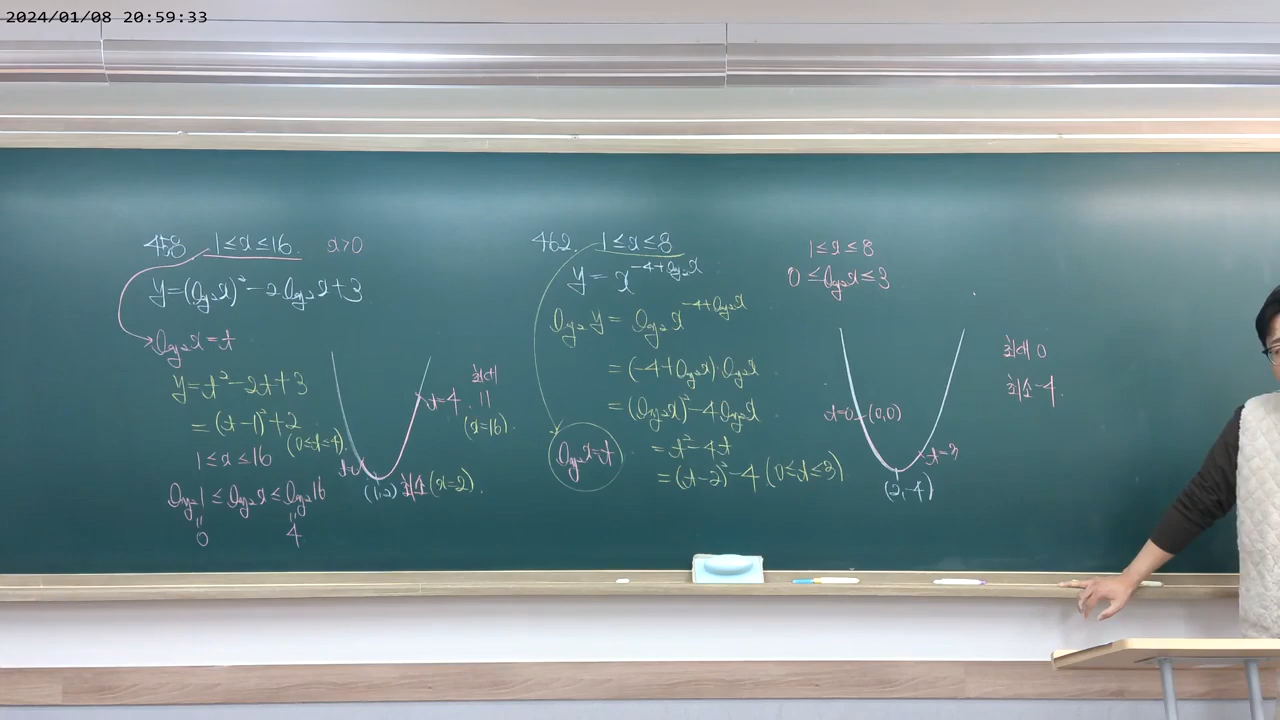 2024/01/08 20:59:33
458 1≤x≤16. x>0
y=(log₂x)²-2log₂x+3
log₂x=t
y=t²-2t+3
=(t-1)²+2
(0≤t≤4)
1≤x≤16
log₂1≤log₂x≤log₂16
0 4
t=0
t=4
최대
11
(x=16).
(1,2) 최소(x=2).
462. 1≤x≤8
y=x^{-4+log₂x}
log₂y=log₂x^{-4+log₂x}
=(-4+log₂x)·log₂x
=(log₂x)²-4log₂x
log₂x=t
=t²-4t
=(t-2)²-4 (0≤t≤3)
1≤x≤8
0≤log₂x≤3
t=0 (0,0)
t=3
(2,-4)
최대 0
최소-4.